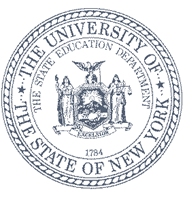 THE UNIVERSITY OF
THE STATE OF NEW YORK
THE STATE EDUCATION DEPARTMENT
EXCELSIOR
1784